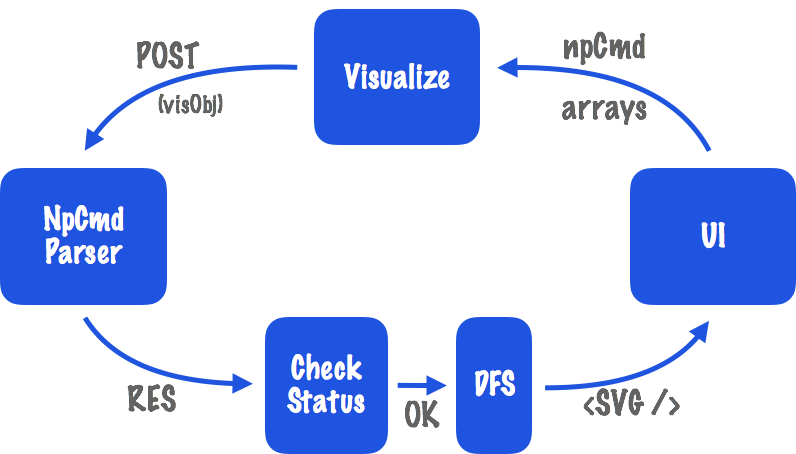 POST
(visObj)
Visualize
npCmd
arrays
NpCmd
Parser
UI
RES
Check
Status
OK
DFS
<SVG />